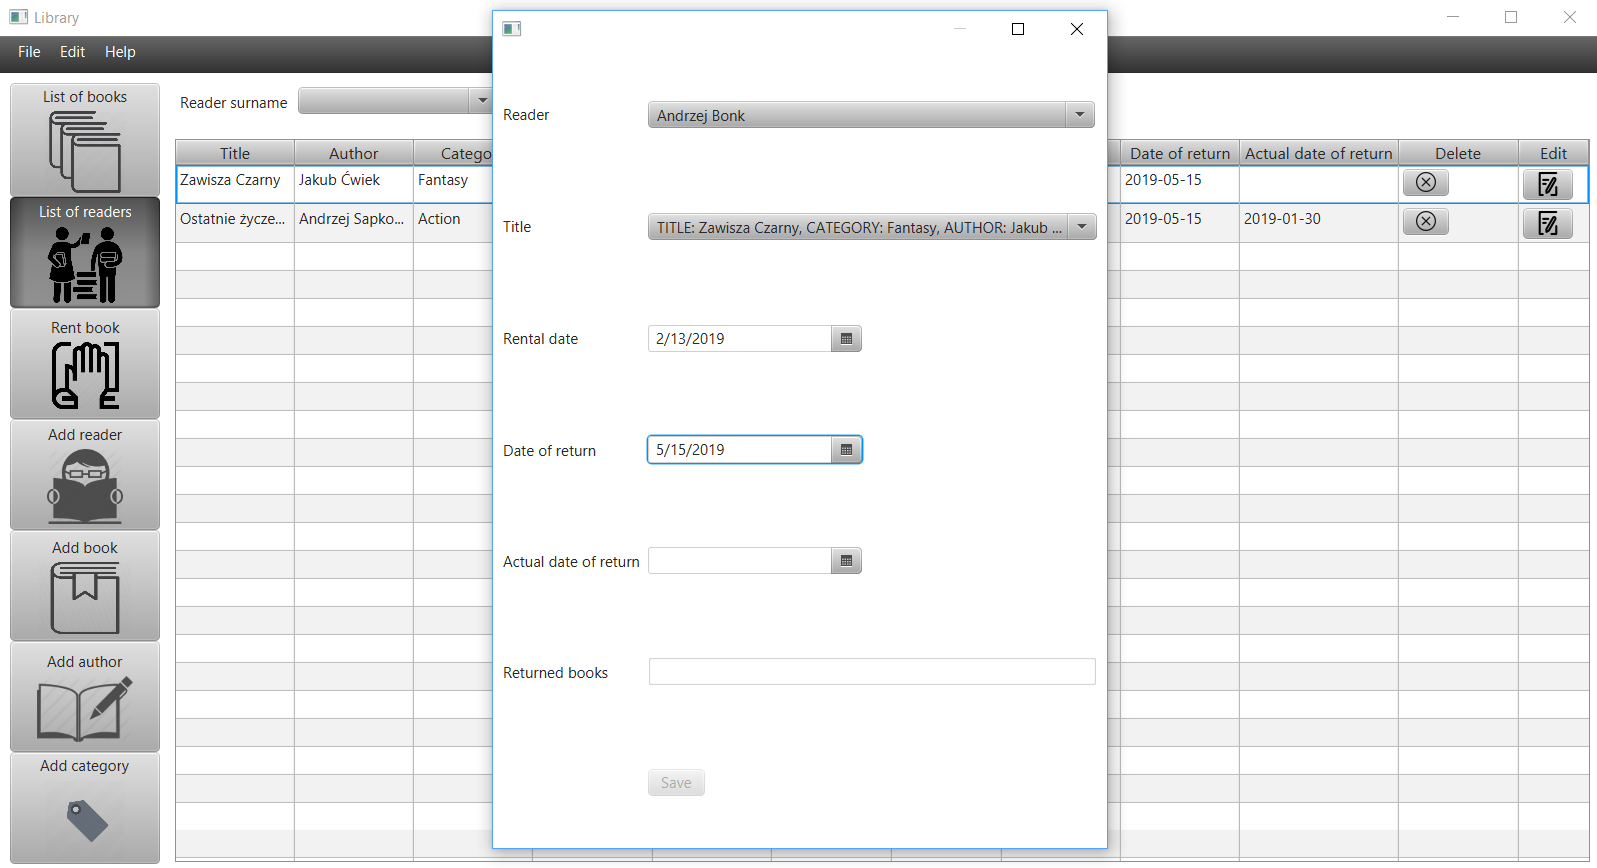 Library
File Edit Help
List of books
List of readers
Rent book
Add reader
Add book
Add author
Add category
Reader surname
Title Author Catego
Zawisza Czarny Jakub Ćwiek Fantasy
Ostatnie życze... Andrzej Sapko... Action
Reader Andrzej Bonk
Title TITLE: Zawisza Czarny, CATEGORY: Fantasy, AUTHOR: Jakub ...
Rental date 2/13/2019
Date of return 5/15/2019
Actual date of return
Returned books
Save
Date of return Actual date of return Delete Edit
2019-05-15
2019-05-15 2019-01-30